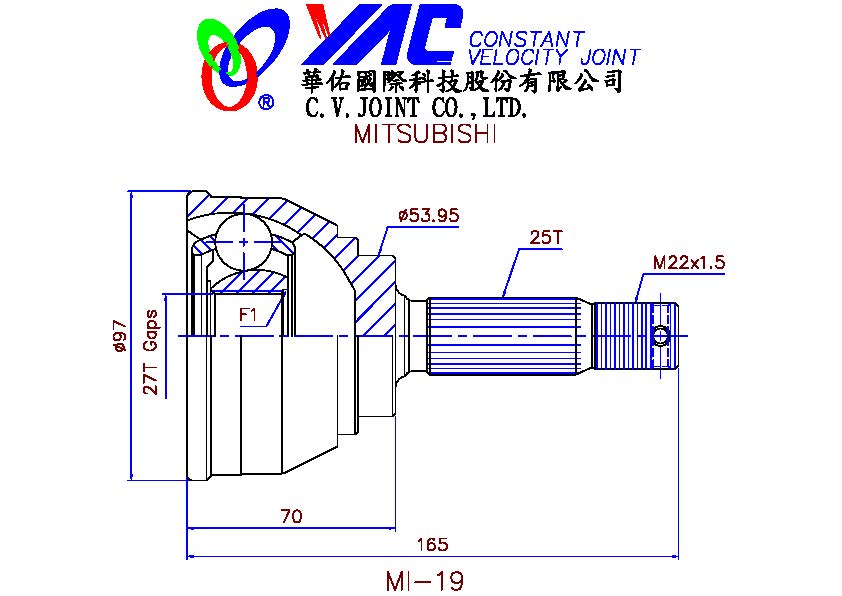 YAC CONSTANT
VELOCITY JOINT
®
華佑國際科技股份有限公司
C.V.JOINT CO.,LTD.
MITSUBISHI
ø53.95
25T
M22x1.5
F1
ø97
27T Gaps
70
165
MI-19